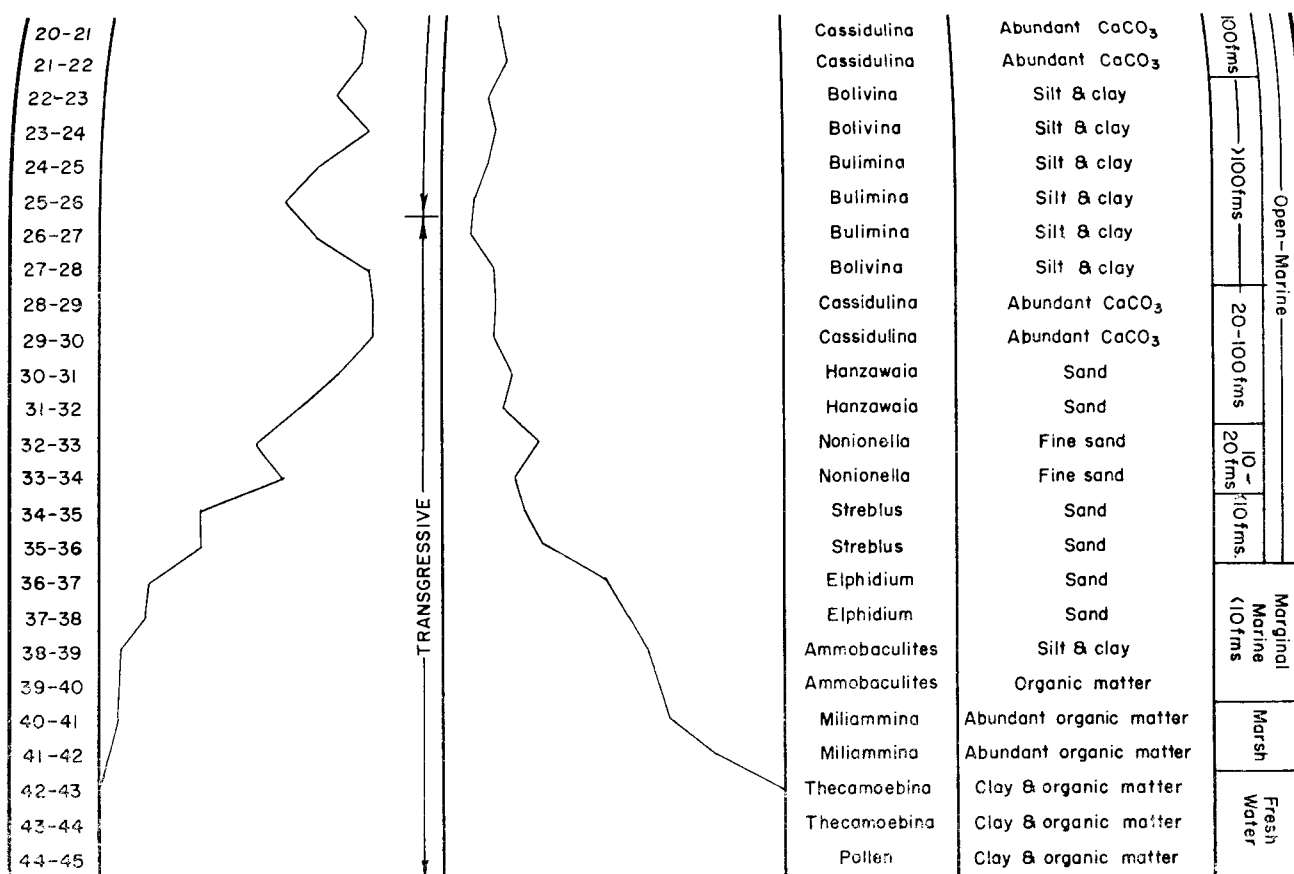 20-21 Cassidulina Abundant CaCO₃
21-22 Cassidulina Abundant CaCO₃
22-23 Bolivina Silt & clay
23-24 Bolivina Silt & clay
24-25 Bulimina Silt & clay
25-26 Bulimina Silt & clay
26-27 Bulimina Silt & clay
27-28 Bolivina Silt & clay
28-29 Cassidulina Abundant CaCO₃
29-30 Cassidulina Abundant CaCO₃
30-31 Hanzawaia Sand
31-32 Hanzawaia Sand
32-33 Nonionella Fine sand
33-34 Nonionella Fine sand
34-35 Streblus Sand
35-36 Streblus Sand
36-37 Elphidium Sand
37-38 Elphidium Sand
38-39 Ammobaculites Silt & clay
39-40 Ammobaculites Organic matter
40-41 Miliammina Abundant organic matter
41-42 Miliammina Abundant organic matter
42-43 Thecamoebina Clay & organic matter
43-44 Thecamoebina Clay & organic matter
44-45 Pollen Clay & organic matter
TRANSGRESSIVE
100fms
>100fms
20-100fms
10-
20fms
<10fms.
Open-Marine
Marginal
Marine
<10fms
Marsh
Fresh
Water